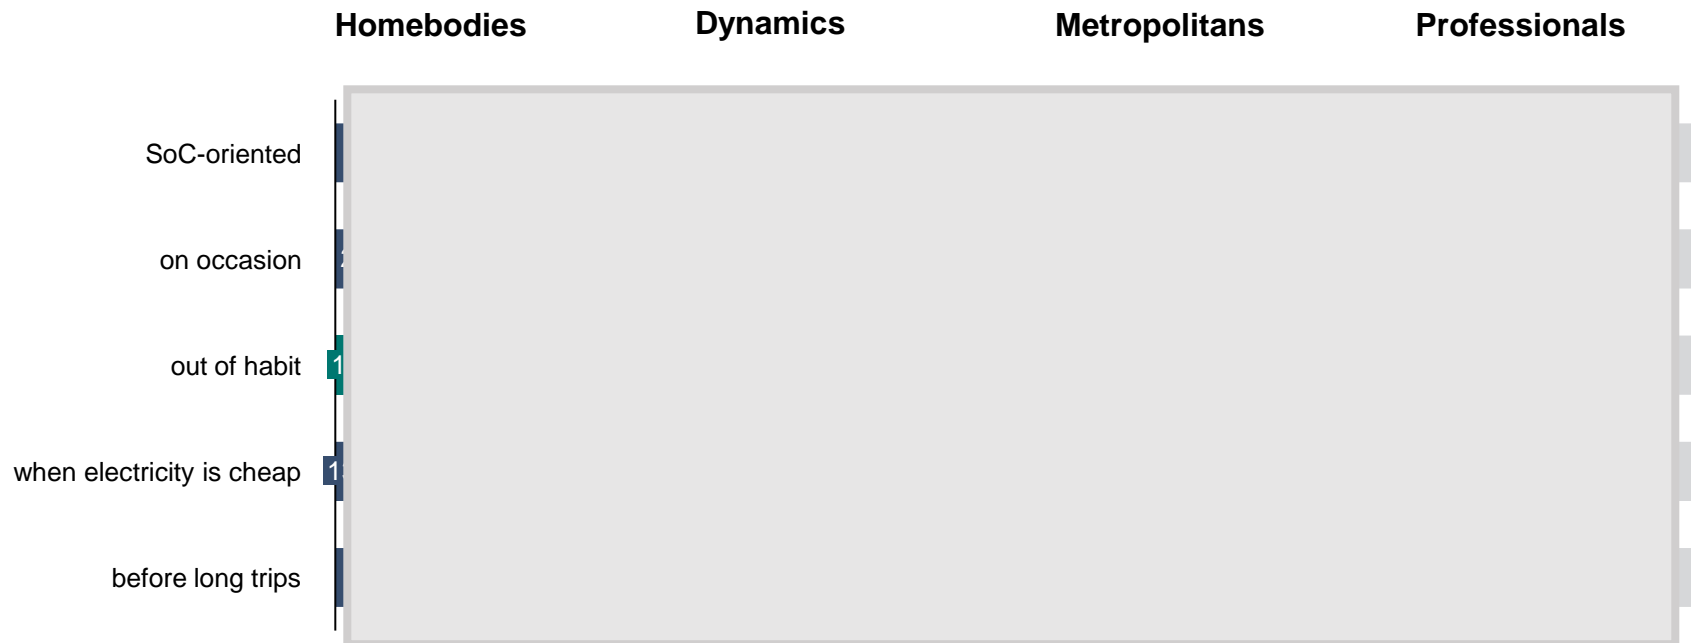 Homebodies Dynamics Metropolitans Professionals
SoC-oriented
on occasion
out of habit
when electricity is cheap
before long trips